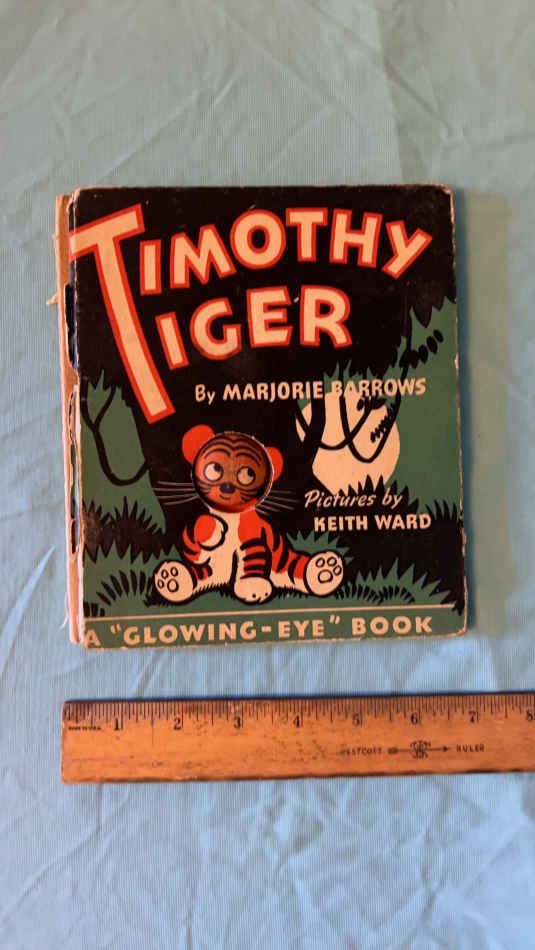 TIMOTHY
TIGER
By MARJORIE BARROWS
Pictures by
KEITH WARD
A "GLOWING-EYE" BOOK
1 2 3 4 5 6 7 8
WESTCOTT RULER